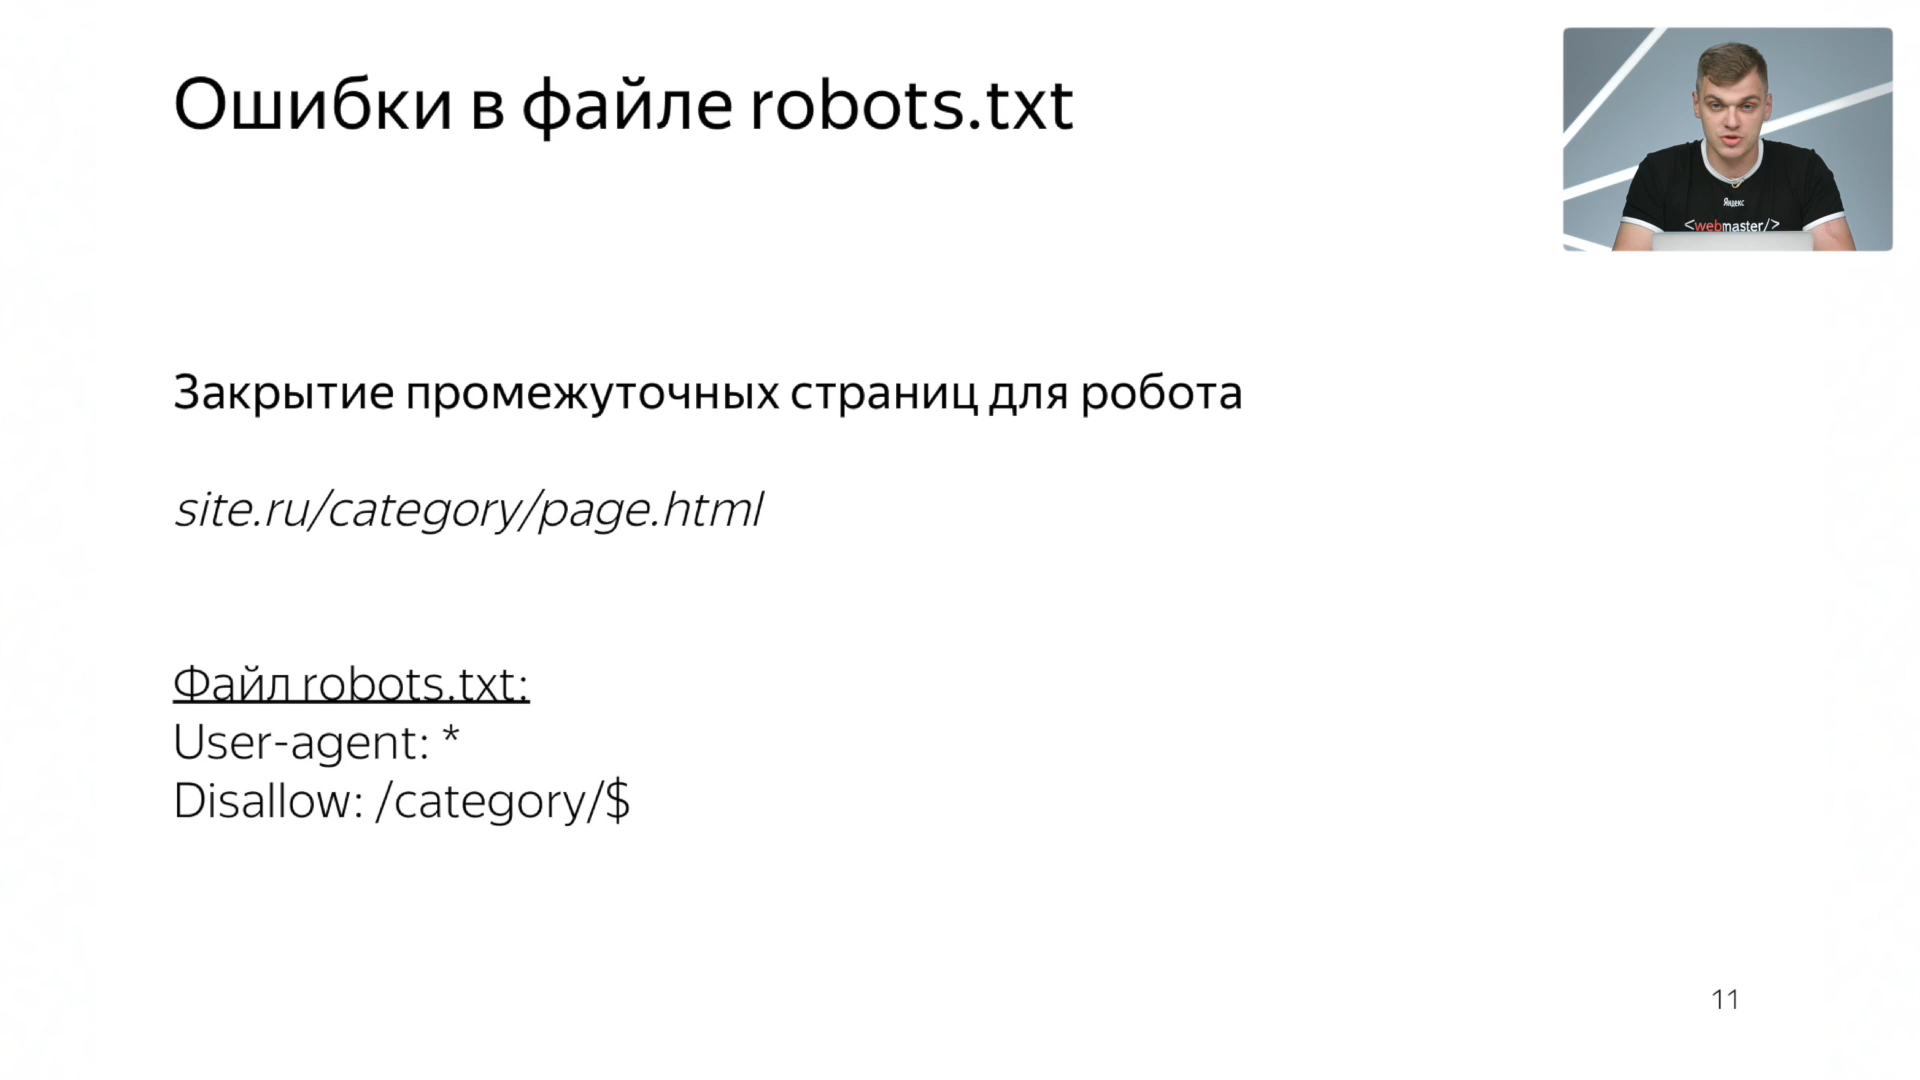 Ошибки в файле robots.txt
Яндекс
<webmaster/>
Закрытие промежуточных страниц для робота
site.ru/category/page.html
Файл robots.txt:
User-agent: *
Disallow: /category/$
11